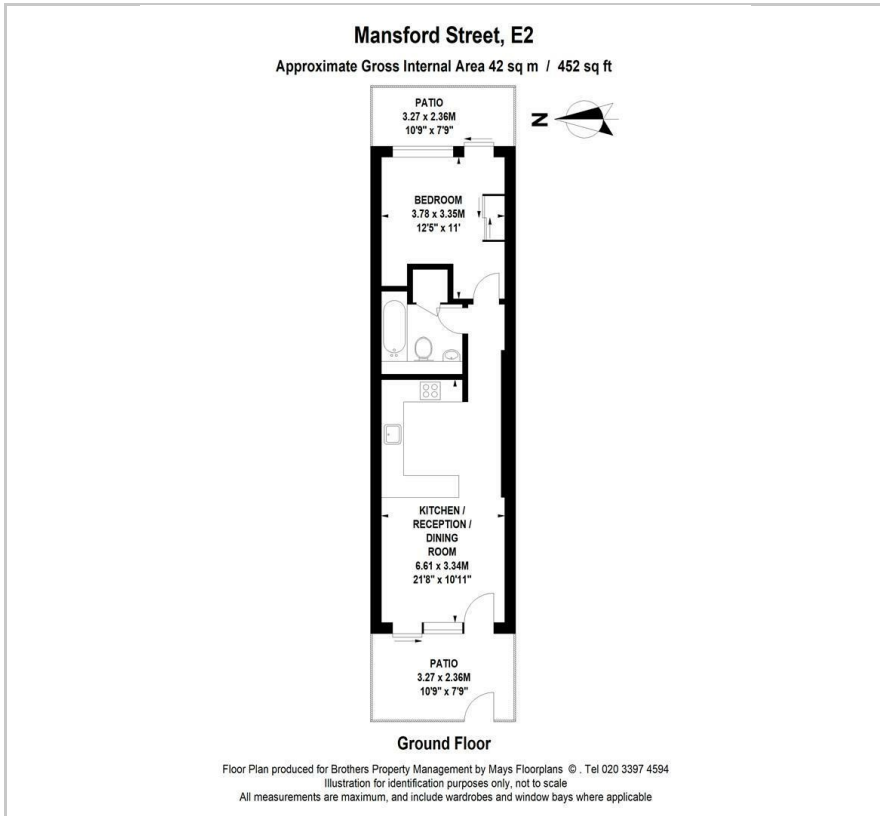 Mansford Street, E2
Approximate Gross Internal Area 42 sq m / 452 sq ft
PATIO
3.27 x 2.36M
10'9" x 7'9"
N
BEDROOM
3.78 x 3.35M
12'5" x 11'
KITCHEN /
RECEPTION /
DINING
ROOM
6.61 x 3.34M
21'8" x 10'11"
PATIO
3.27 x 2.36M
10'9" x 7'9"
Ground Floor
Floor Plan produced for Brothers Property Management by Mays Floorplans © . Tel 020 3397 4594
Illustration for identification purposes only, not to scale
All measurements are maximum, and include wardrobes and window bays where applicable